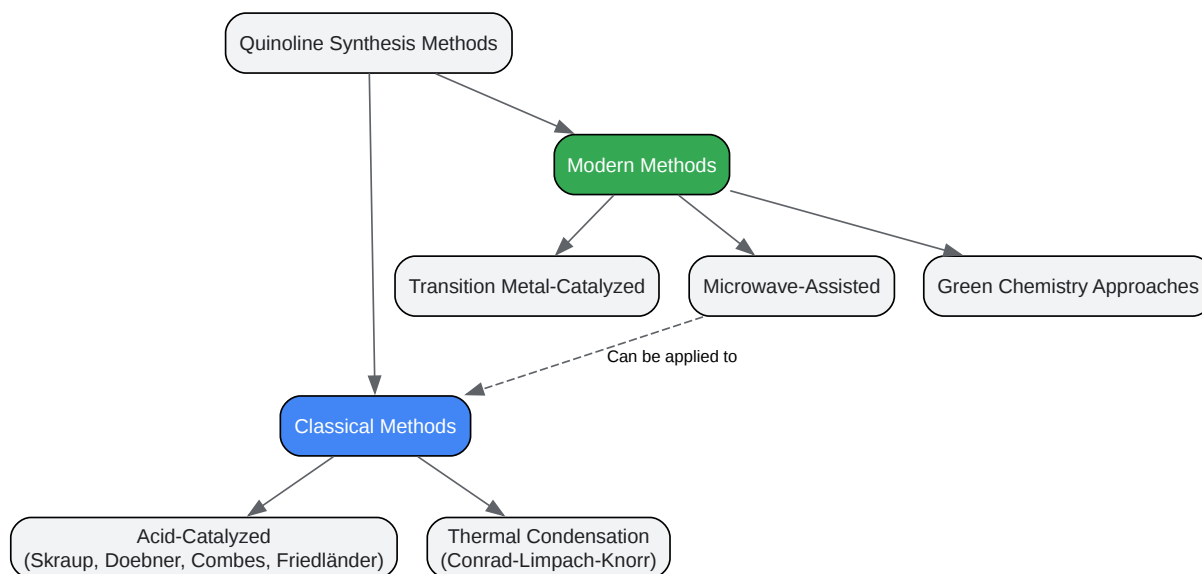 Quinoline Synthesis Methods
Modern Methods
Transition Metal-Catalyzed
Microwave-Assisted
Green Chemistry Approaches
Can be applied to
Classical Methods
Acid-Catalyzed
(Skraup, Doebner, Combes, Friedländer)
Thermal Condensation
(Conrad-Limpach-Knorr)